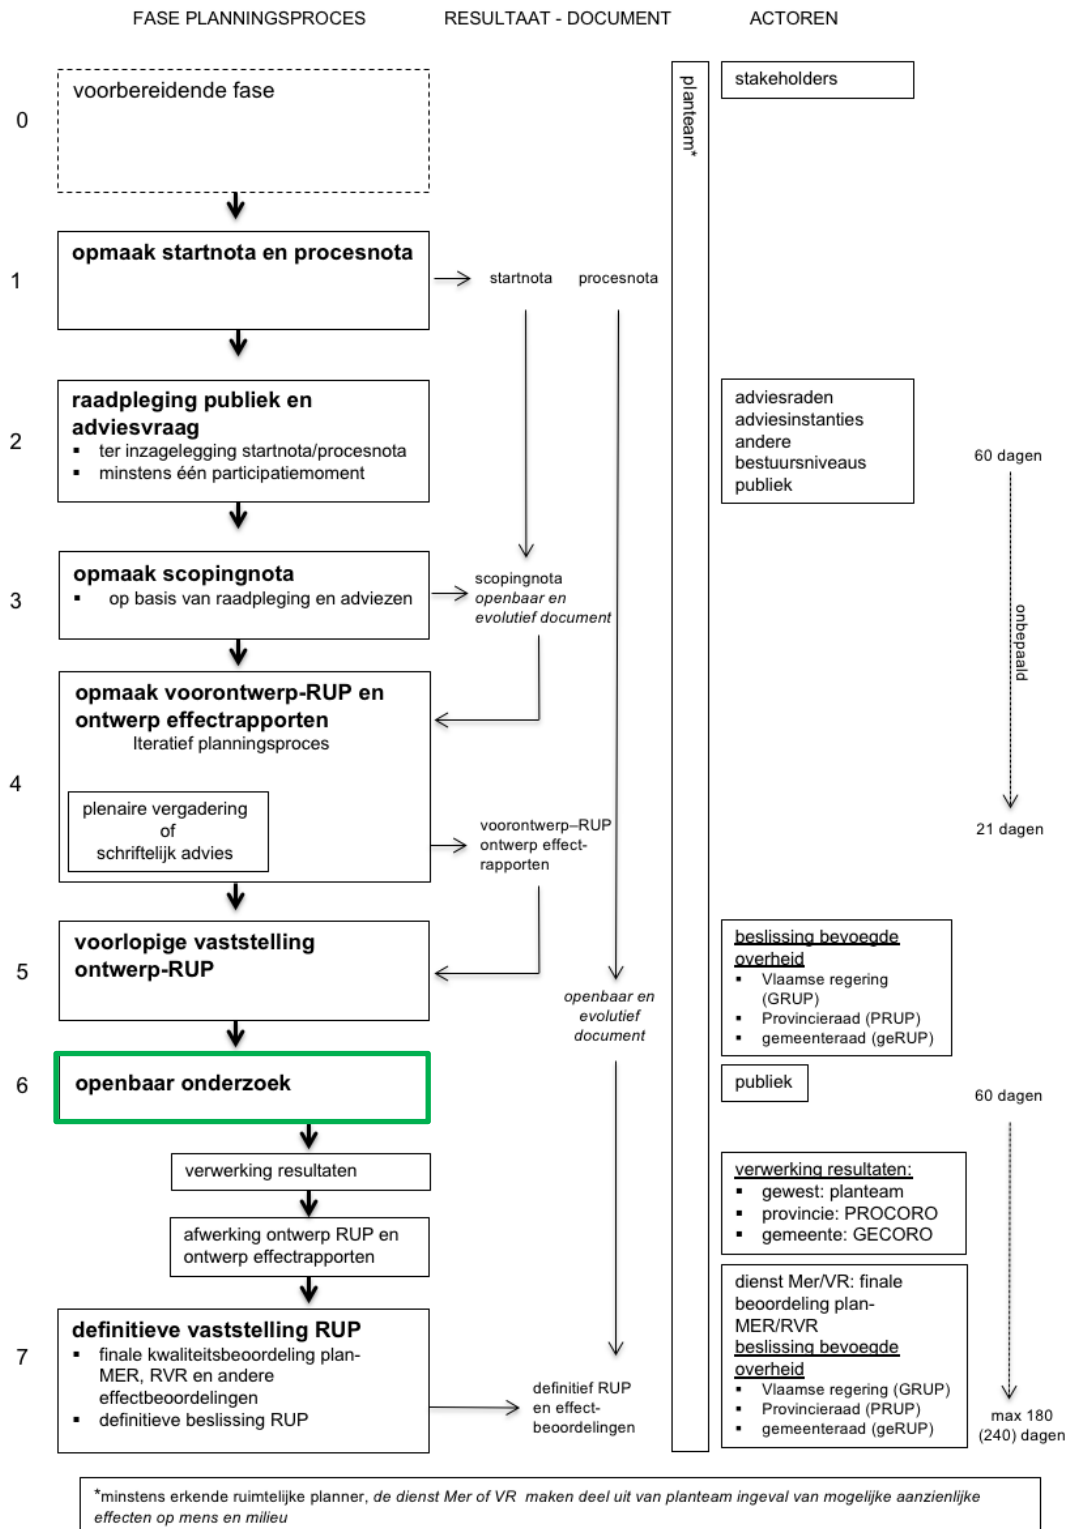 FASE PLANNINGSPROCES
RESULTAAT - DOCUMENT
ACTOREN
0
voorbereidende fase
planteam*
stakeholders
1
opmaak startnota en procesnota
startnota
procesnota
2
raadpleging publiek en
adviesvraag
▪ ter inzagelegging startnota/procesnota
▪ minstens één participatiemoment
adviesraden
adviesinstanties
andere
bestuursniveaus
publiek
60 dagen
3
opmaak scopingnota
▪ op basis van raadpleging en adviezen
scopingnota
openbaar en
evolutief document
onbepaald
4
opmaak voorontwerp-RUP en
ontwerp effectrapporten
Iteratief planningsproces
plenaire vergadering
of
schriftelijk advies
voorontwerp–RUP
ontwerp effect-
rapporten
21 dagen
5
voorlopige vaststelling
ontwerp-RUP
openbaar en
evolutief
document
beslissing bevoegde
overheid
▪ Vlaamse regering
(GRUP)
▪ Provincieraad (PRUP)
▪ gemeenteraad (geRUP)
6
openbaar onderzoek
publiek
60 dagen
verwerking resultaten
verwerking resultaten:
▪ gewest: planteam
▪ provincie: PROCORO
▪ gemeente: GECORO
afwerking ontwerp RUP en
ontwerp effectrapporten
7
definitieve vaststelling RUP
▪ finale kwaliteitsbeoordeling plan-
MER, RVR en andere
effectbeoordelingen
▪ definitieve beslissing RUP
definitief RUP
en effect-
beoordelingen
dienst Mer/VR: finale
beoordeling plan-
MER/RVR
beslissing bevoegde
overheid
▪ Vlaamse regering (GRUP)
▪ Provincieraad (PRUP)
▪ gemeenteraad (geRUP)
max 180
(240) dagen
*minstens erkende ruimtelijke planner, de dienst Mer of VR maken deel uit van planteam ingeval van mogelijke aanzienlijke
effecten op mens en milieu